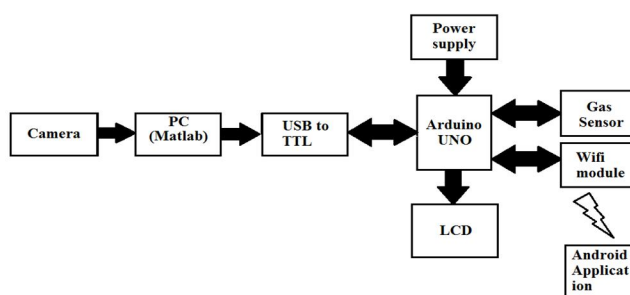 Power
supply
Camera
PC
(Matlab)
USB to
TTL
Arduino
UNO
Gas
Sensor
Wifi
module
LCD
Android
Applicat
ion